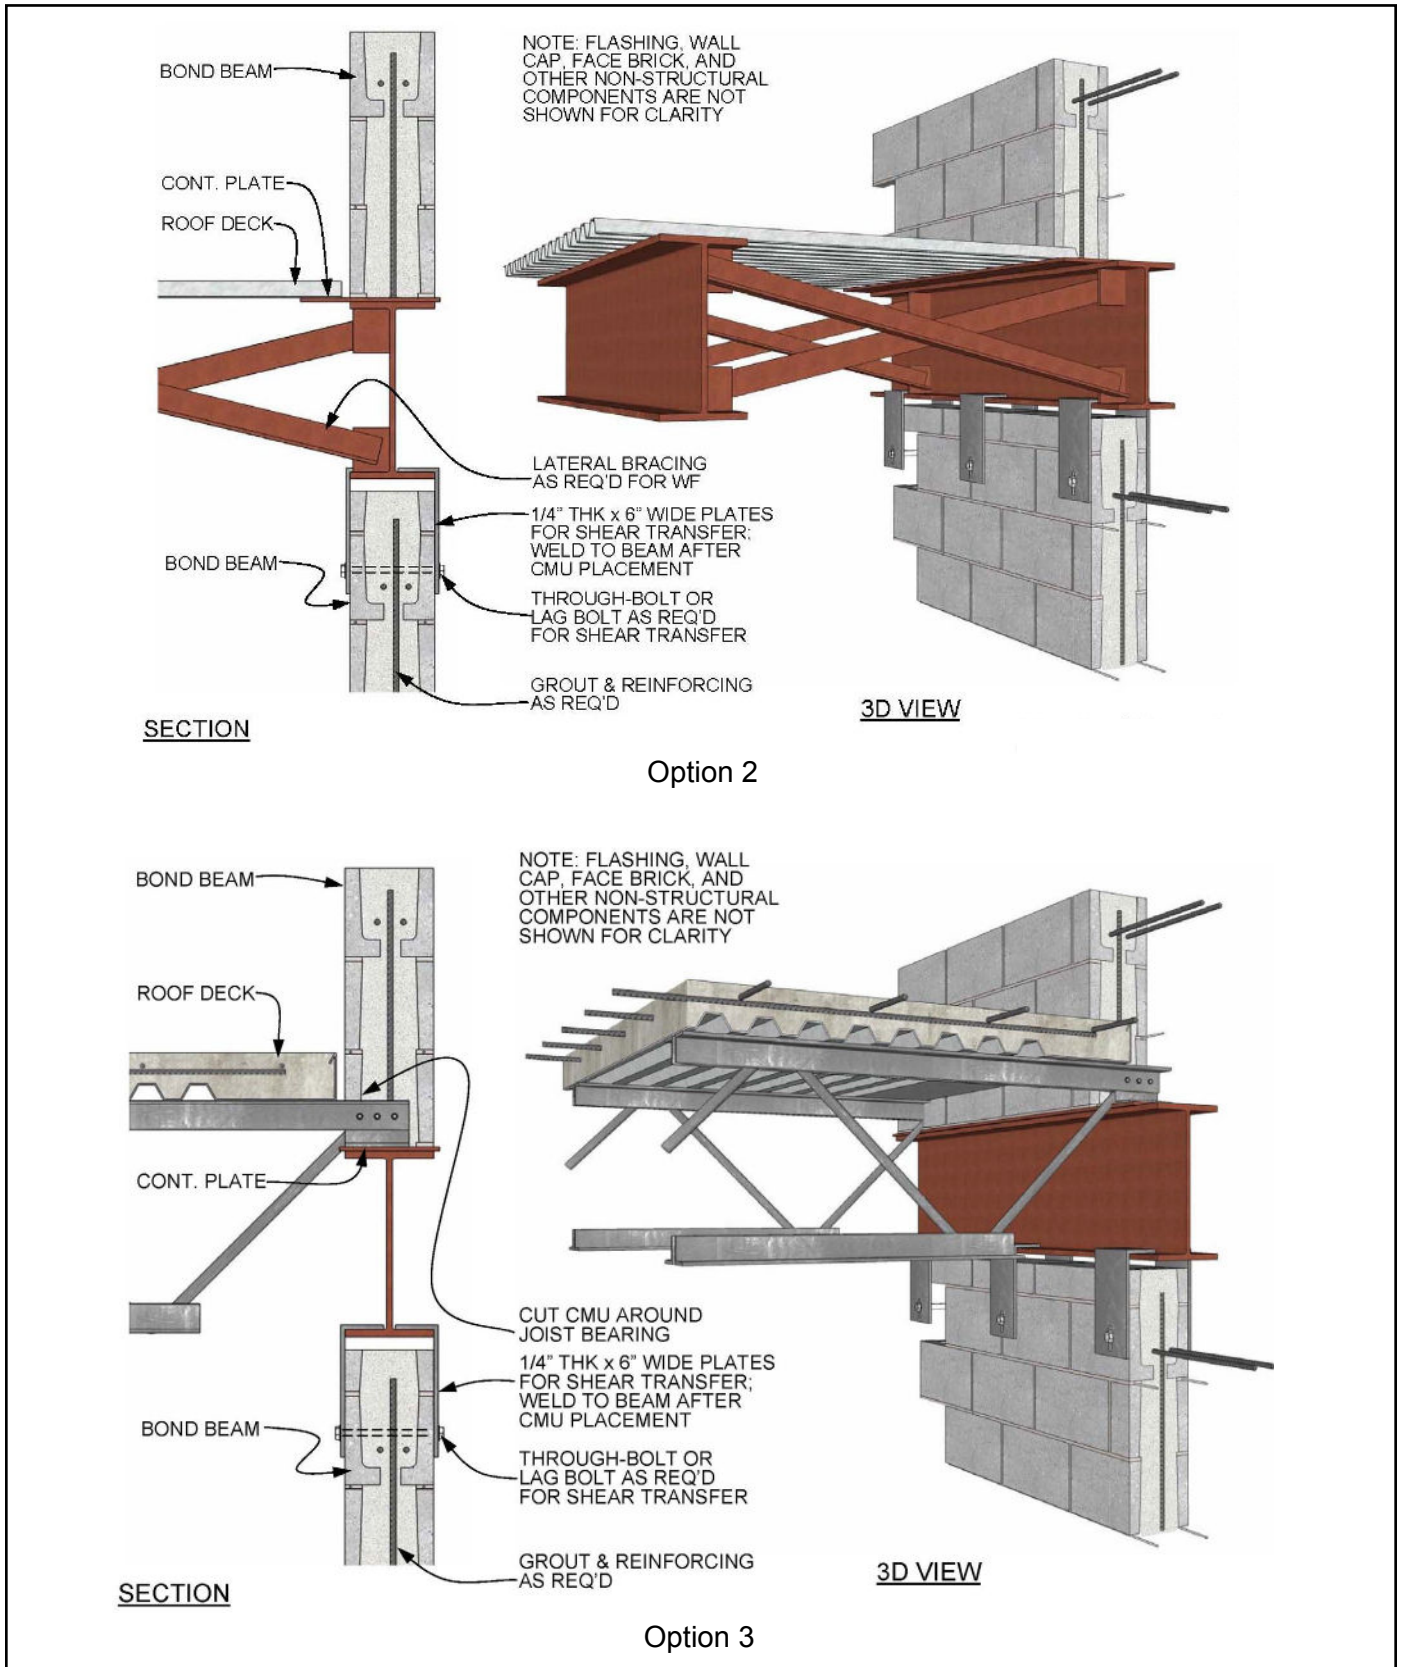 BOND BEAM
NOTE: FLASHING, WALL
CAP, FACE BRICK, AND
OTHER NON-STRUCTURAL
COMPONENTS ARE NOT
SHOWN FOR CLARITY
CONT. PLATE
ROOF DECK
LATERAL BRACING
AS REQ'D FOR WF
1/4" THK x 6" WIDE PLATES
FOR SHEAR TRANSFER;
WELD TO BEAM AFTER
CMU PLACEMENT
BOND BEAM
THROUGH-BOLT OR
LAG BOLT AS REQ'D
FOR SHEAR TRANSFER
GROUT & REINFORCING
AS REQ'D
SECTION
3D VIEW
Option 2
BOND BEAM
NOTE: FLASHING, WALL
CAP, FACE BRICK, AND
OTHER NON-STRUCTURAL
COMPONENTS ARE NOT
SHOWN FOR CLARITY
ROOF DECK
CONT. PLATE
CUT CMU AROUND
JOIST BEARING
1/4" THK x 6" WIDE PLATES
FOR SHEAR TRANSFER;
WELD TO BEAM AFTER
CMU PLACEMENT
BOND BEAM
THROUGH-BOLT OR
LAG BOLT AS REQ'D
FOR SHEAR TRANSFER
GROUT & REINFORCING
AS REQ'D
SECTION
3D VIEW
Option 3